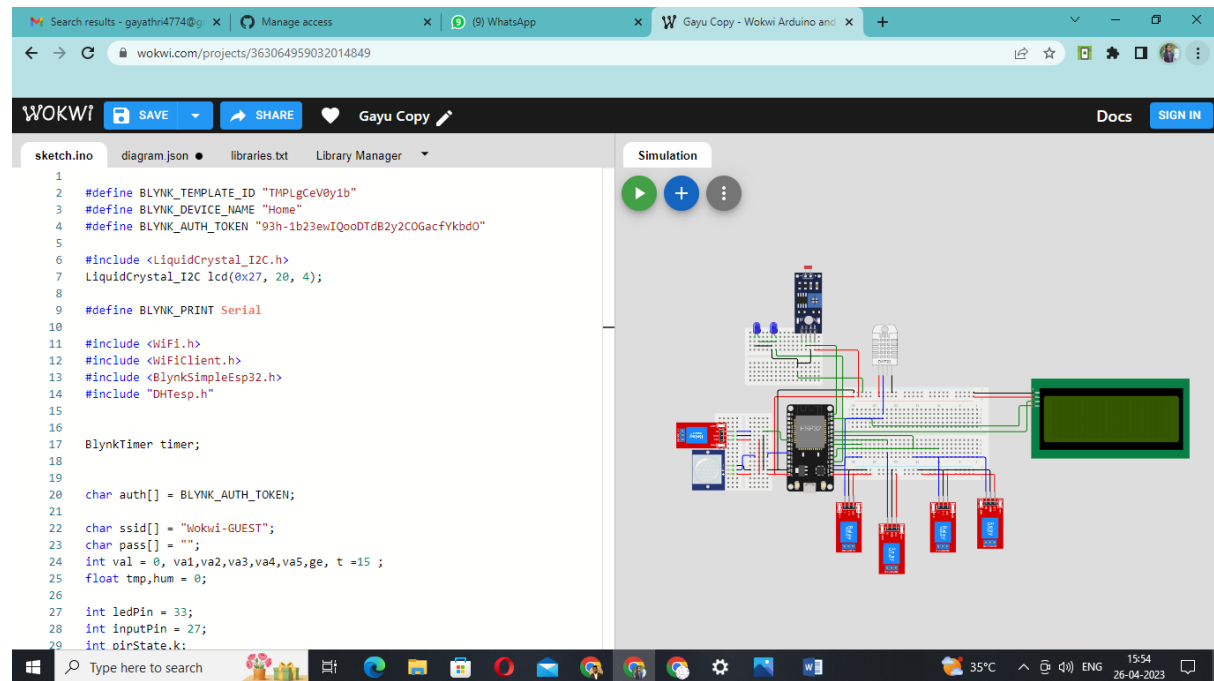 Search results - gayathri4774@g
Manage access
(9) WhatsApp
Gayu Copy - Wokwi Arduino and
wokwi.com/projects/363064959032014849
WOKWI
SAVE
SHARE
Gayu Copy
Docs
SIGN IN
sketch.ino
diagram.json
libraries.txt
Library Manager
Simulation
1
2 #define BLYNK_TEMPLATE_ID "TMPLgCeV0y1b"
3 #define BLYNK_DEVICE_NAME "Home"
4 #define BLYNK_AUTH_TOKEN "93h-1b23ewIQooDTdB2y2COGacfYkbdO"
5
6 #include <LiquidCrystal_I2C.h>
7 LiquidCrystal_I2C lcd(0x27, 20, 4);
8
9 #define BLYNK_PRINT Serial
10
11 #include <WiFi.h>
12 #include <WiFiClient.h>
13 #include <BlynkSimpleEsp32.h>
14 #include "DHTesp.h"
15
16
17 BlynkTimer timer;
18
19
20 char auth[] = BLYNK_AUTH_TOKEN;
21
22 char ssid[] = "Wokwi-GUEST";
23 char pass[] = "";
24 int val = 0, va1,va2,va3,va4,va5,ge, t =15 ;
25 float tmp,hum = 0;
26
27 int ledPin = 33;
28 int inputPin = 27;
29 int pirState,k;
ESP32
Type here to search
35°C
ENG
15:54
26-04-2023